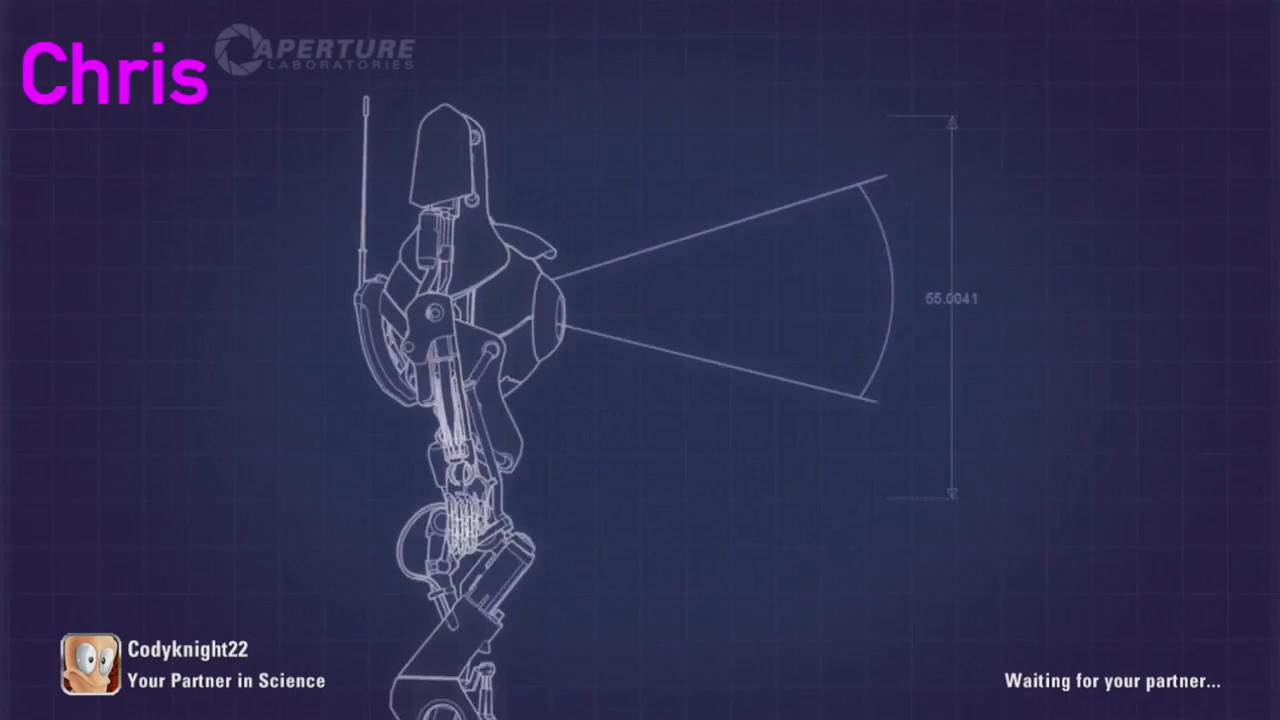 Chris
APERTURE
LABORATORIES
55.0041
Codyknight22
Your Partner in Science
Waiting for your partner...